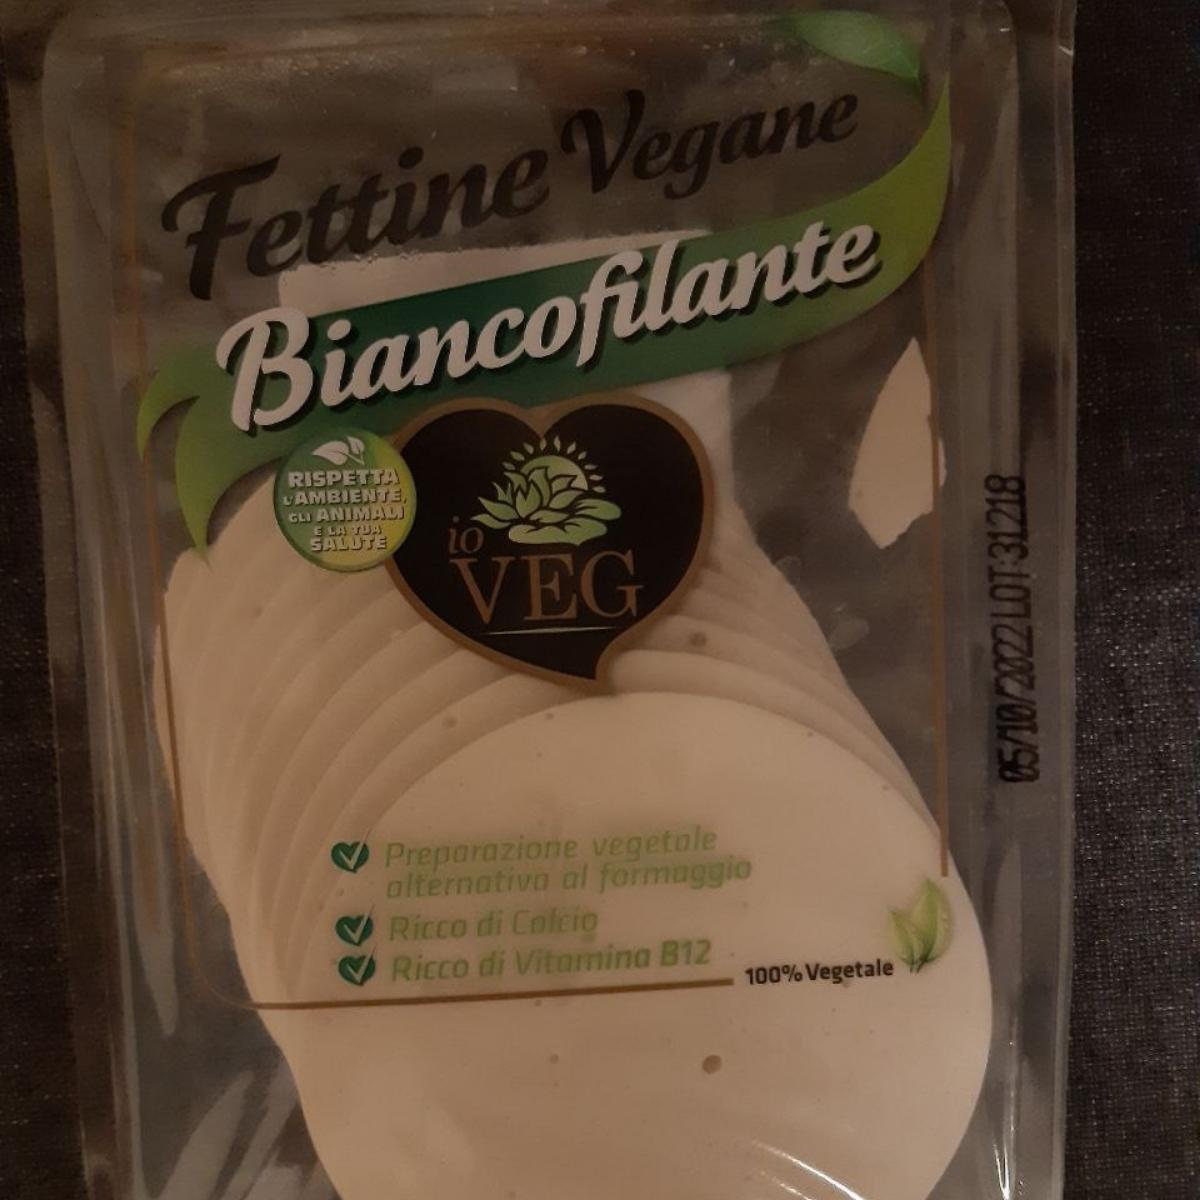 Fettine Vegane
Biancofilante
RISPETTA
L'AMBIENTE,
GLI ANIMALI
E LA TUA
SALUTE
io
VEG
05/10/2022 LOT 31218
Preparazione vegetale
alternativa al formaggio
Ricco di Calcio
Ricco di Vitamina B12
100% Vegetale